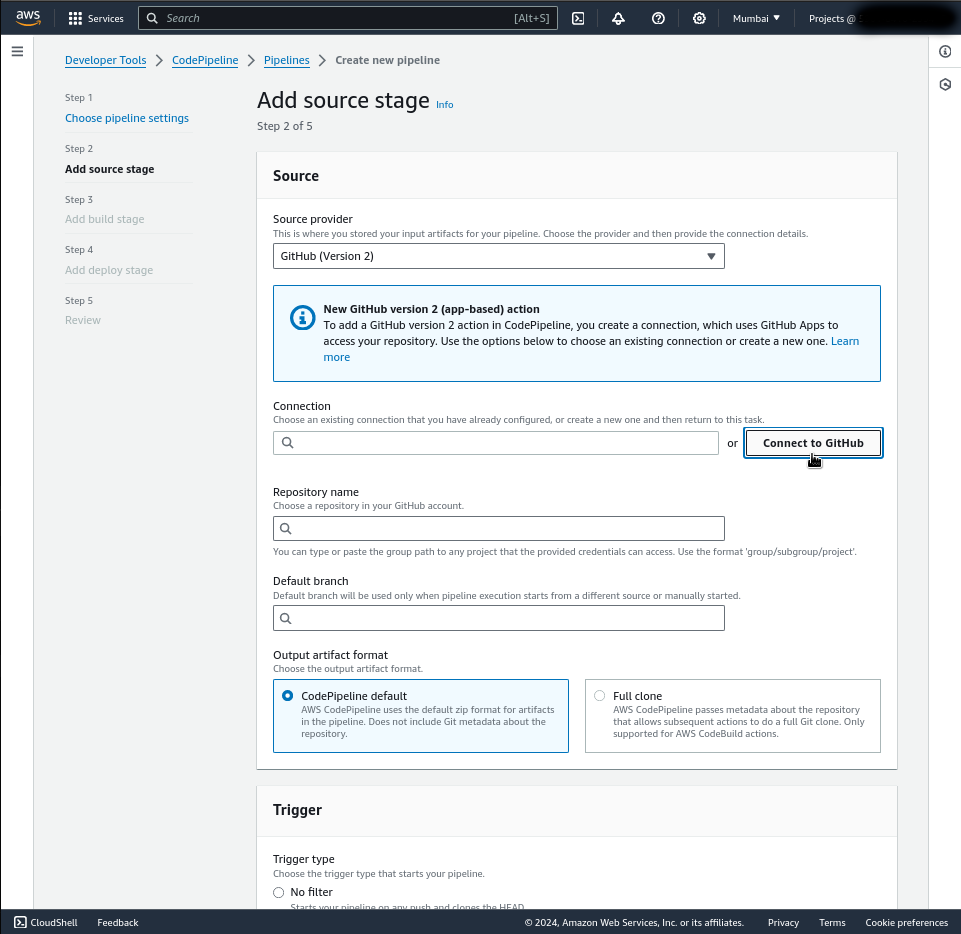 aws
Services
Search
[Alt+S]
Mumbai
Projects @
Developer Tools
CodePipeline
Pipelines
Create new pipeline
Step 1
Choose pipeline settings
Step 2
Add source stage
Step 3
Add build stage
Step 4
Add deploy stage
Step 5
Review
Add source stage Info
Step 2 of 5
Source
Source provider
This is where you stored your input artifacts for your pipeline. Choose the provider and then provide the connection details.
GitHub (Version 2)
New GitHub version 2 (app-based) action
To add a GitHub version 2 action in CodePipeline, you create a connection, which uses GitHub Apps to
access your repository. Use the options below to choose an existing connection or create a new one. Learn
more
Connection
Choose an existing connection that you have already configured, or create a new one and then return to this task.
or
Connect to GitHub
Repository name
Choose a repository in your GitHub account.
You can type or paste the group path to any project that the provided credentials can access. Use the format 'group/subgroup/project'.
Default branch
Default branch will be used only when pipeline execution starts from a different source or manually started.
Output artifact format
Choose the output artifact format.
CodePipeline default
AWS CodePipeline uses the default zip format for artifacts
in the pipeline. Does not include Git metadata about the
repository.
Full clone
AWS CodePipeline passes metadata about the repository
that allows subsequent actions to do a full Git clone. Only
supported for AWS CodeBuild actions.
Trigger
Trigger type
Choose the trigger type that starts your pipeline.
No filter
Starts your pipeline on any push and clones the HEAD.
CloudShell
Feedback
© 2024, Amazon Web Services, Inc. or its affiliates.
Privacy
Terms
Cookie preferences